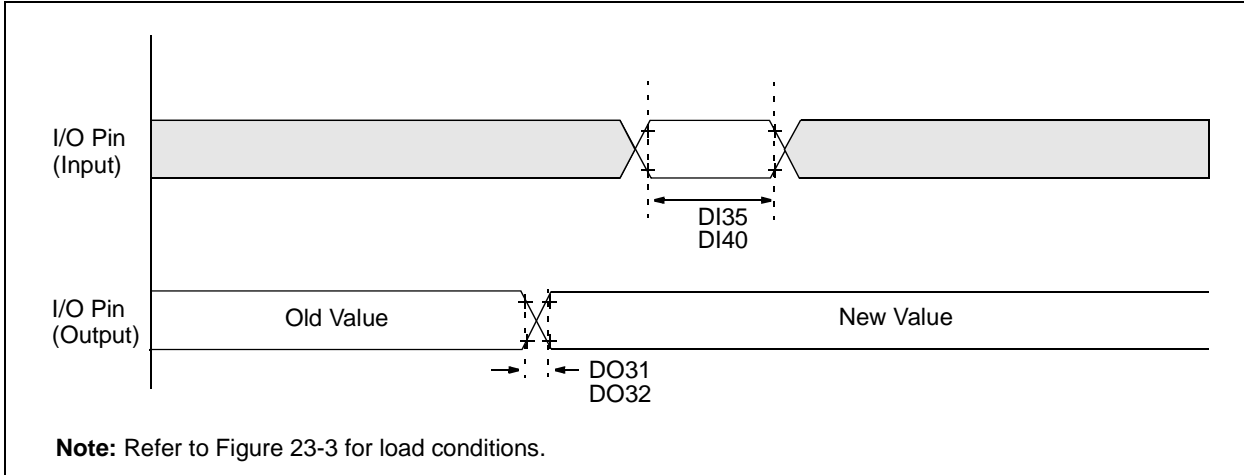 I/O Pin
(Input)
DI35
DI40
I/O Pin
(Output)
Old Value
New Value
DO31
DO32
Note: Refer to Figure 23-3 for load conditions.